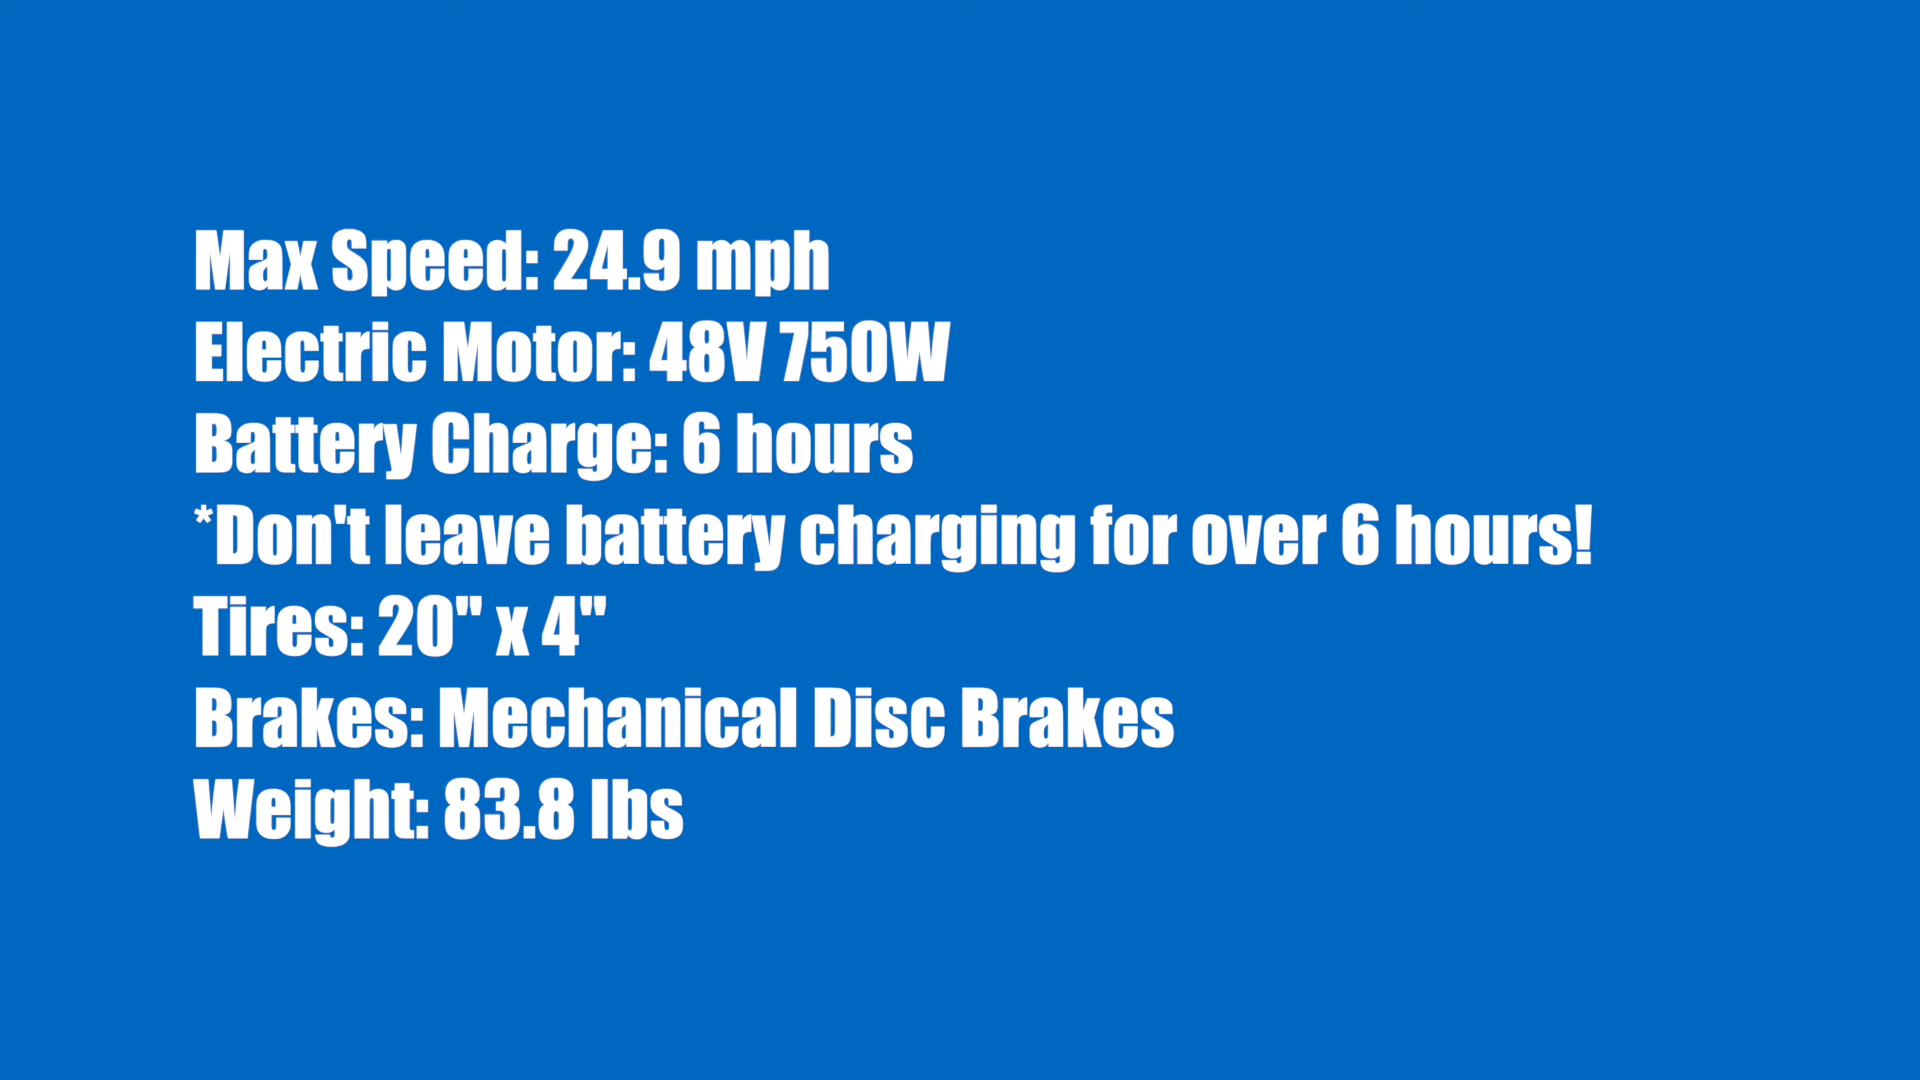 Max Speed: 24.9 mph
Electric Motor: 48V 750W
Battery Charge: 6 hours
*Don't leave battery charging for over 6 hours!
Tires: 20" x 4"
Brakes: Mechanical Disc Brakes
Weight: 83.8 lbs